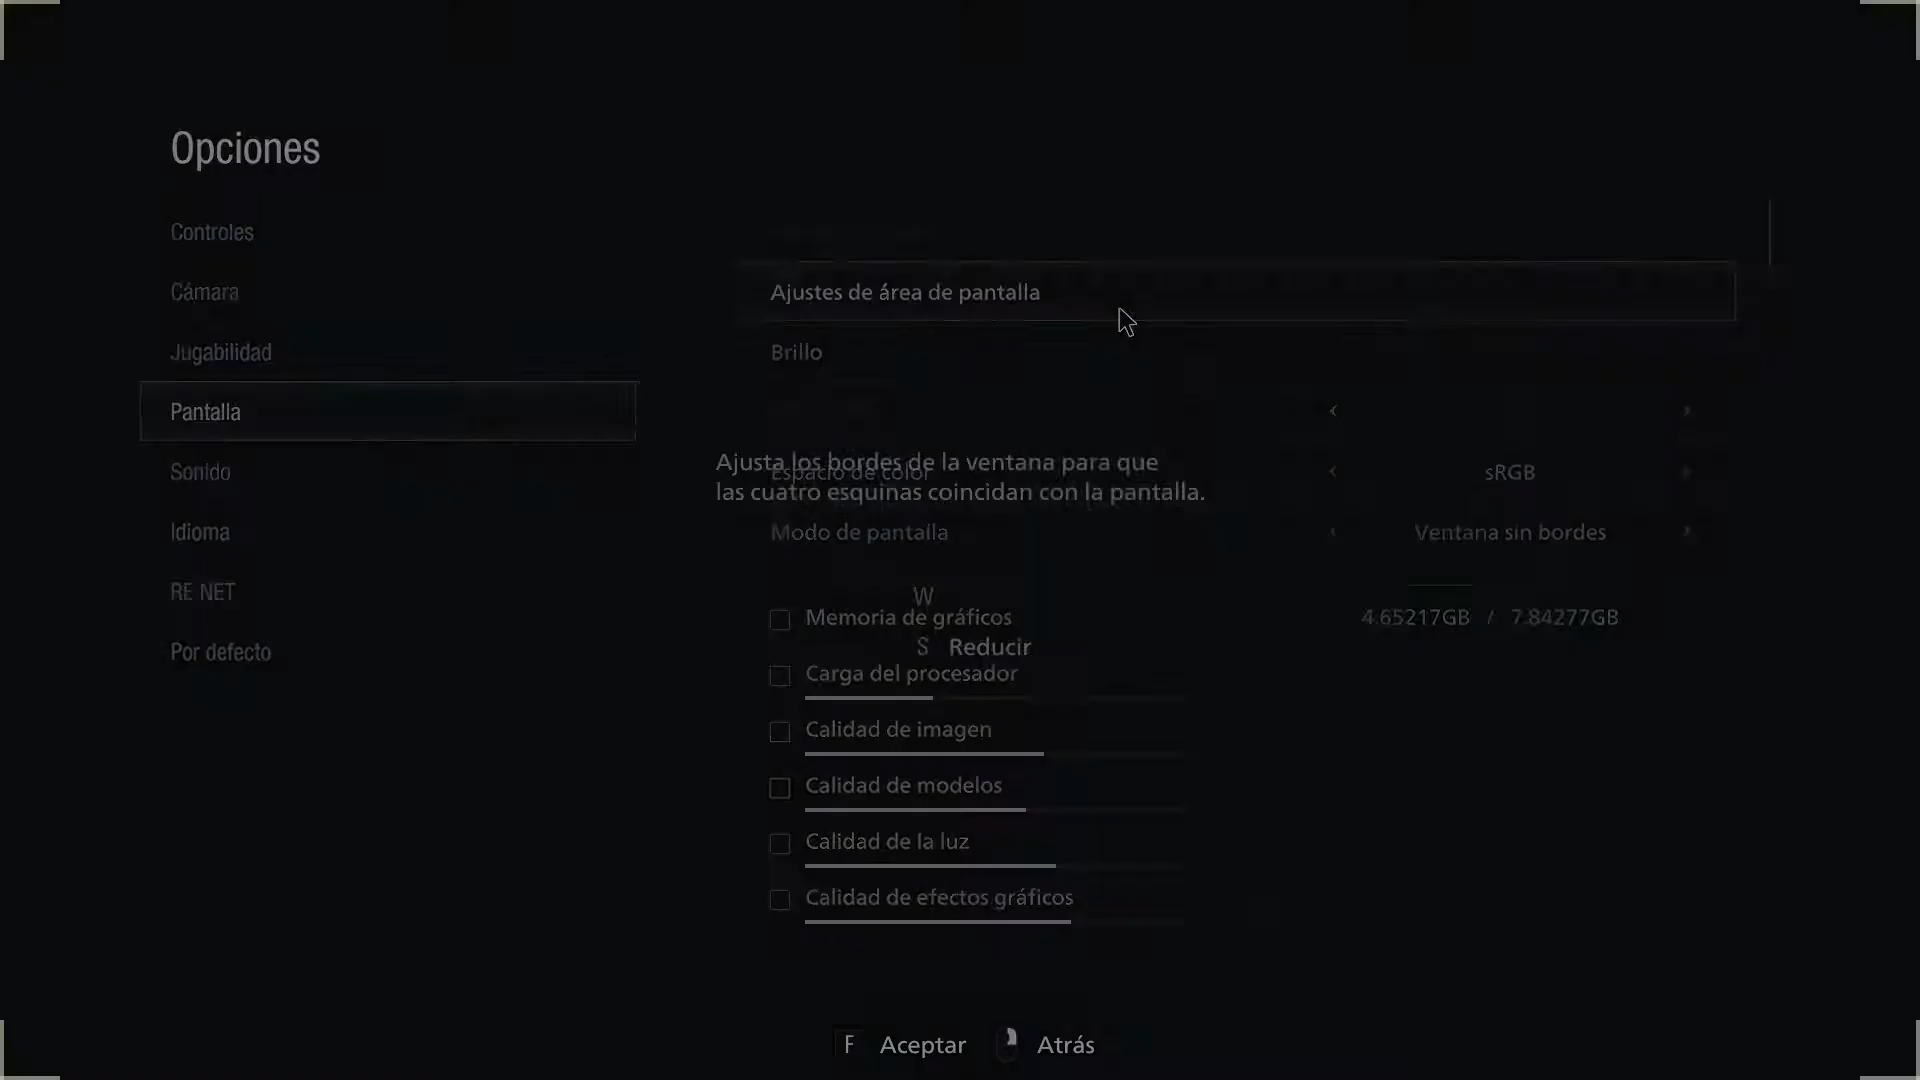 Opciones
Controles
Cámara
Jugabilidad
Pantalla
Sonido
Idioma
RE NET
Por defecto
Ajustes de área de pantalla
Brillo
Ajusta los bordes de la ventana para que
las cuatro esquinas coincidan con la pantalla.
Espacio de color
sRGB
Modo de pantalla
Ventana sin bordes
W
Memoria de gráficos
4.65217GB / 7.84277GB
S Reducir
Carga del procesador
Calidad de imagen
Calidad de modelos
Calidad de la luz
Calidad de efectos gráficos
F Aceptar Atrás